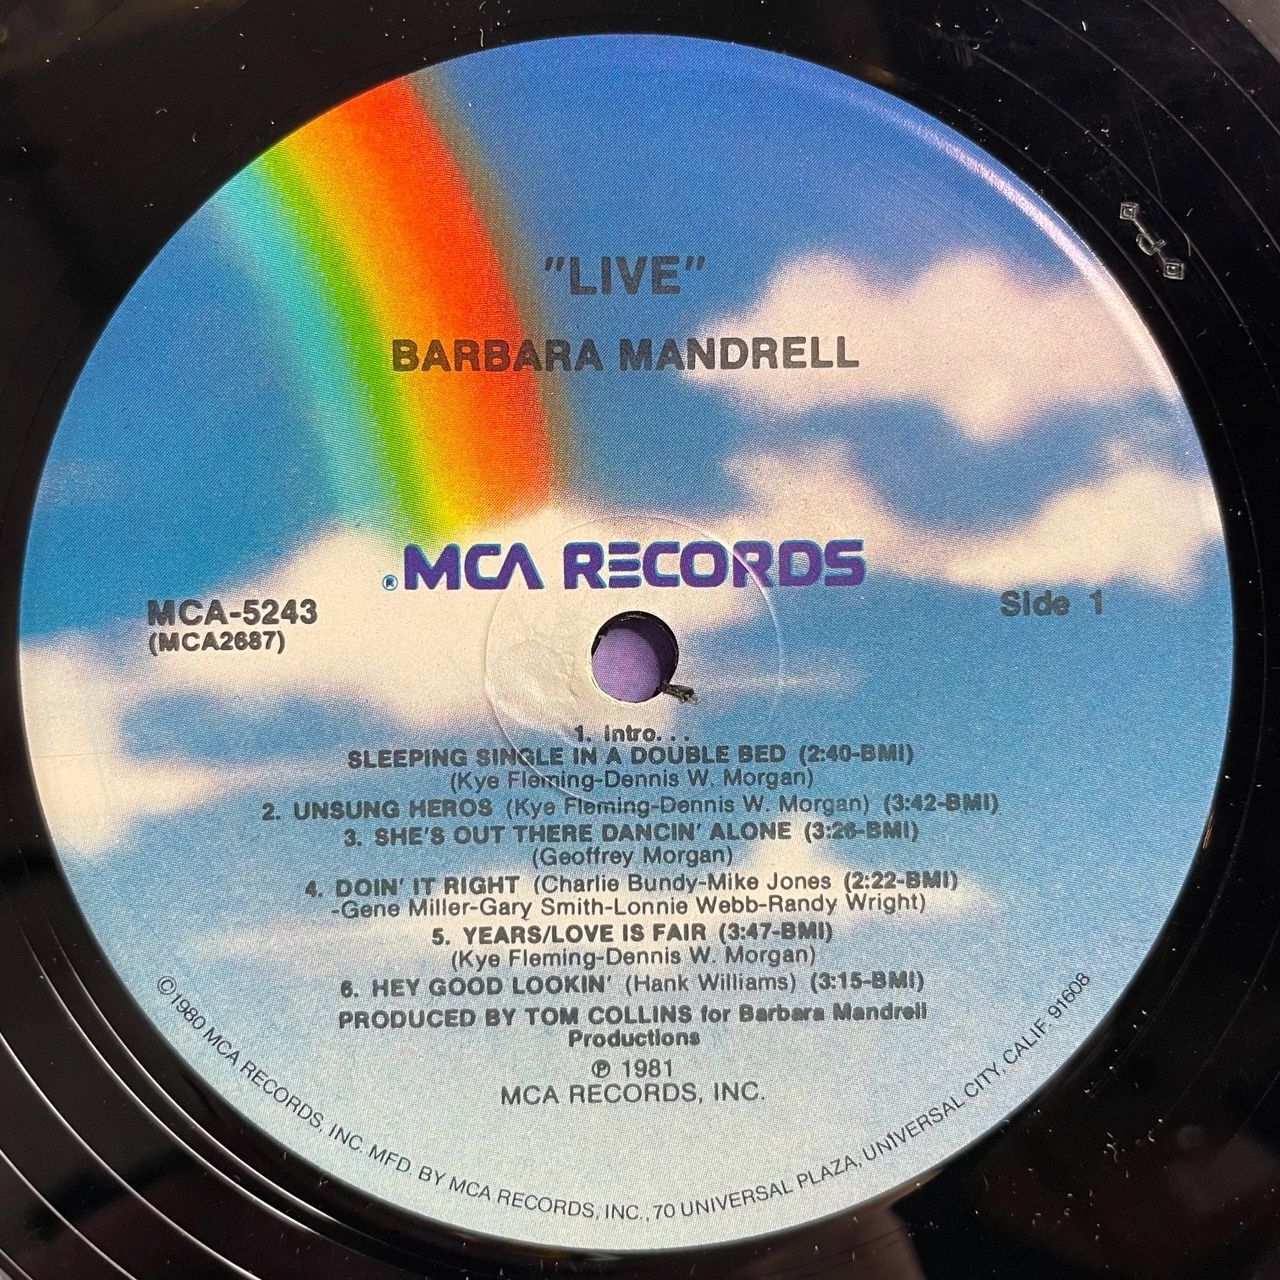 "LIVE"
BARBARA MANDRELL
®MCA RECORDS
MCA-5243
(MCA2687)
Side 1
1. Intro. . .
SLEEPING SINGLE IN A DOUBLE BED (2:40-BMI)
(Kye Fleming-Dennis W. Morgan)
2. UNSUNG HEROS (Kye Fleming-Dennis W. Morgan) (3:42-BMI)
3. SHE'S OUT THERE DANCIN' ALONE (3:26-BMI)
(Geoffrey Morgan)
4. DOIN' IT RIGHT (Charlie Bundy-Mike Jones (2:22-BMI)
-Gene Miller-Gary Smith-Lonnie Webb-Randy Wright)
5. YEARS/LOVE IS FAIR (3:47-BMI)
(Kye Fleming-Dennis W. Morgan)
6. HEY GOOD LOOKIN' (Hank Williams) (3:15-BMI)
PRODUCED BY TOM COLLINS for Barbara Mandrell
Productions
℗ 1981
MCA RECORDS, INC.
©1980 MCA RECORDS, INC. MFD. BY MCA RECORDS, INC., 70 UNIVERSAL PLAZA, UNIVERSAL CITY, CALIF. 91608